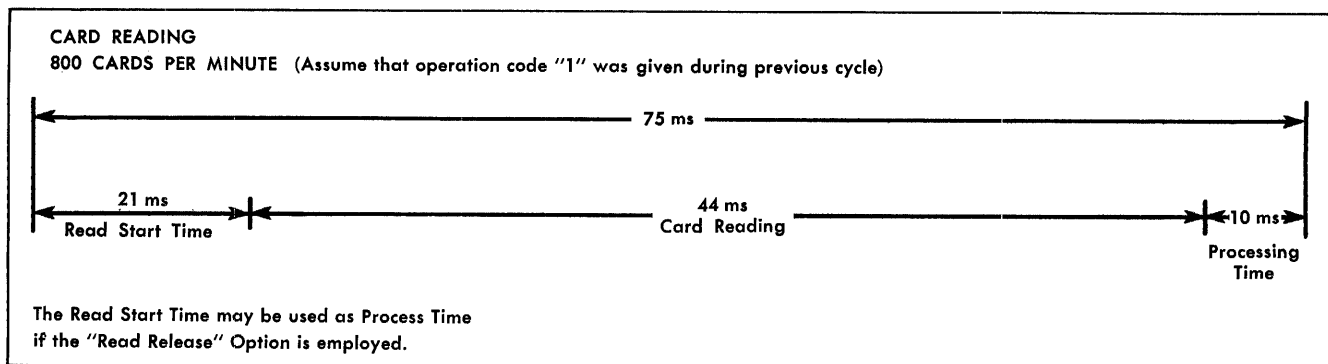 CARD READING
800 CARDS PER MINUTE (Assume that operation code "1" was given during previous cycle)
75 ms
21 ms
Read Start Time
44 ms
Card Reading
10 ms
Processing
Time
The Read Start Time may be used as Process Time
if the "Read Release" Option is employed.